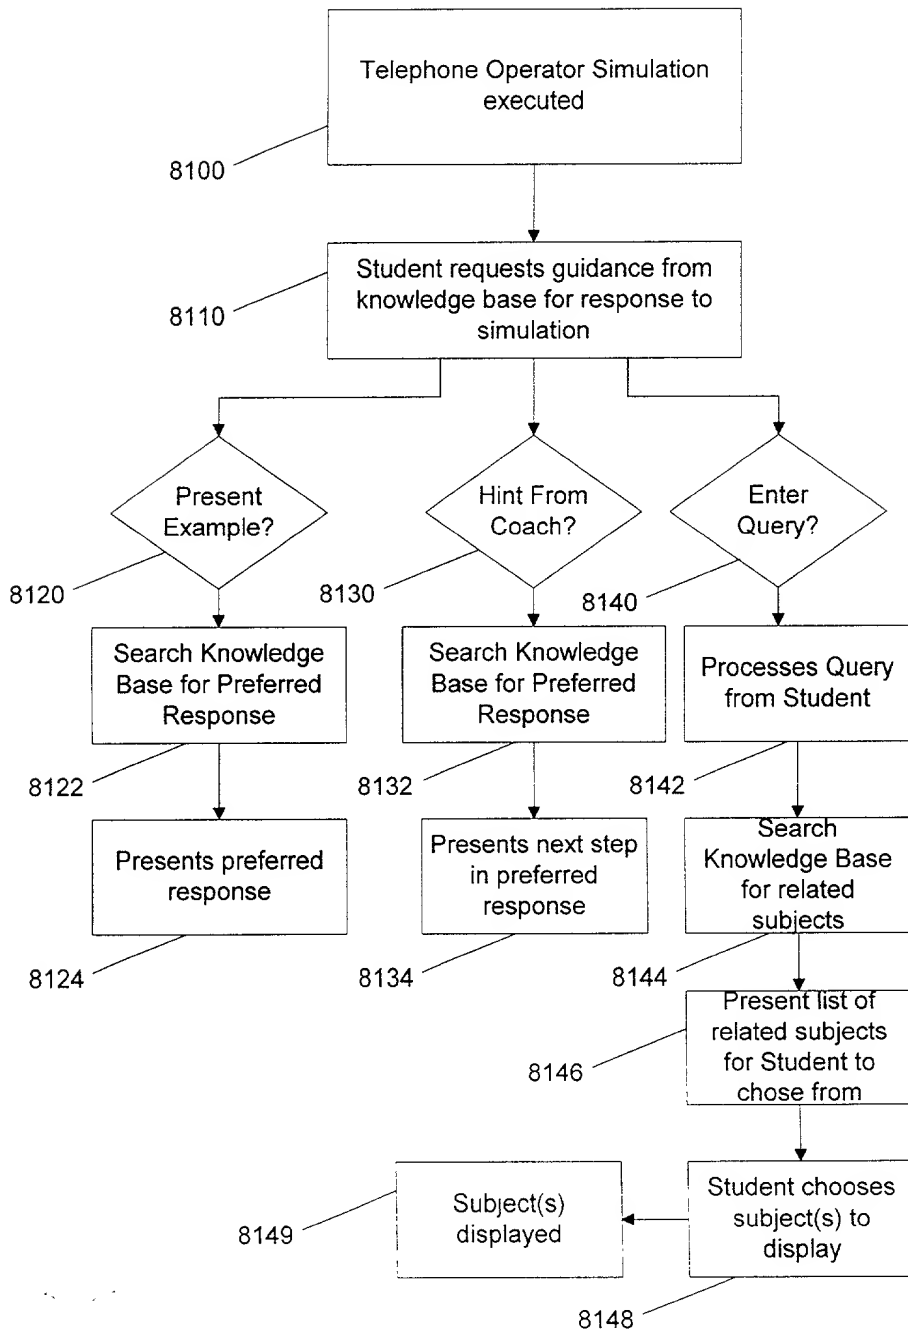 Telephone Operator Simulation
executed
8100
Student requests guidance from
knowledge base for response to
simulation
8110
Present
Example?
Hint From
Coach?
Enter
Query?
8120
8130
8140
Search Knowledge
Base for Preferred
Response
Search Knowledge
Base for Preferred
Response
Processes Query
from Student
8122
8132
8142
Presents preferred
response
Presents next step
in preferred
response
Search
Knowledge Base
for related
subjects
8124
8134
8144
Present list of
related subjects
for Student to
chose from
8146
Subject(s)
displayed
Student chooses
subject(s) to
display
8149
8148